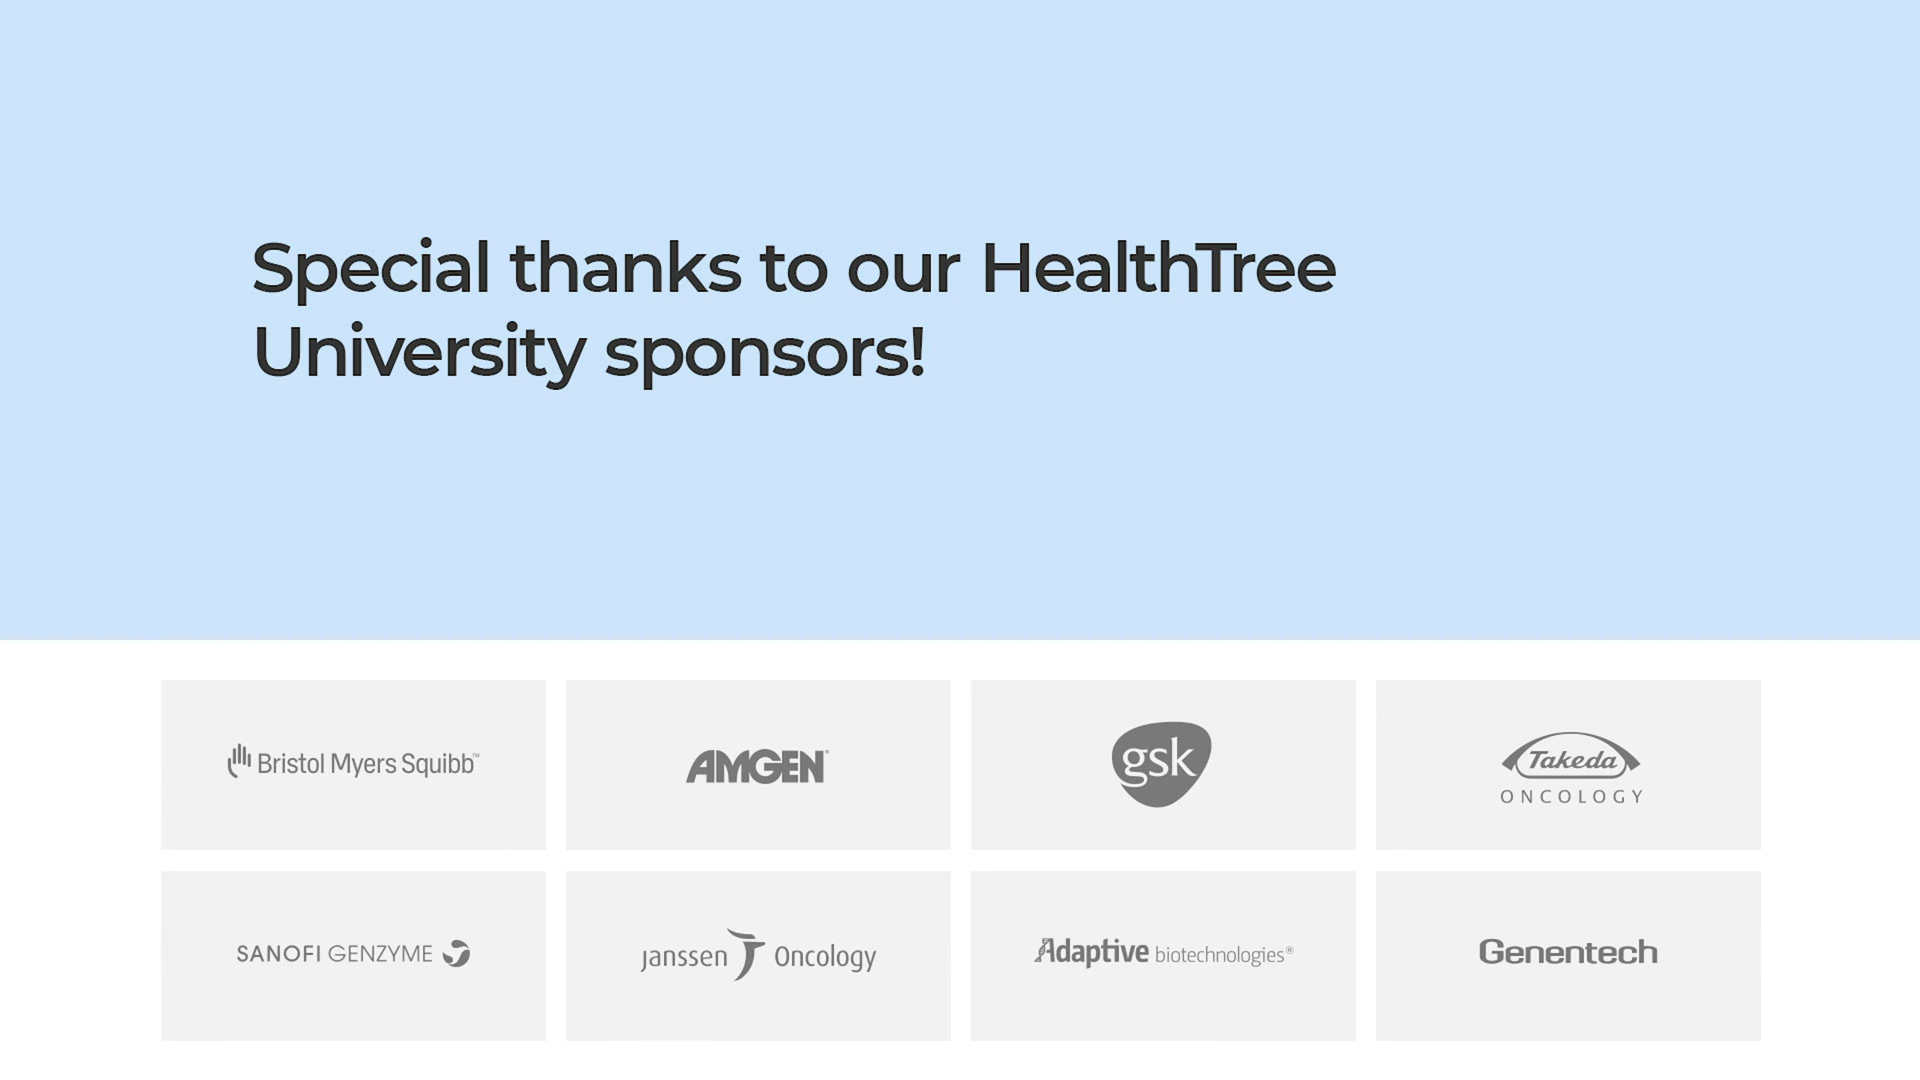 Special thanks to our HealthTree
University sponsors!
Bristol Myers Squibb™
AMGEN®
gsk
Takeda
ONCOLOGY
SANOFI GENZYME
janssen Oncology
Adaptive biotechnologies®
Genentech